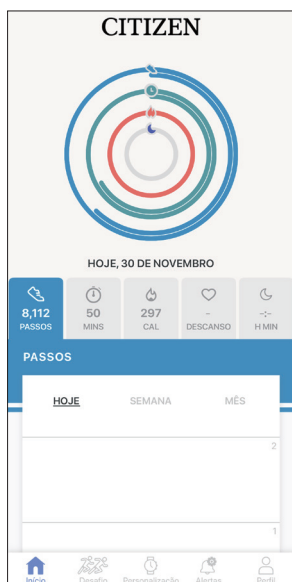 CITIZEN
HOJE, 30 DE NOVEMBRO
8,112 50 297 - -:-
PASSOS MINS CAL DESCANSO H MIN
PASSOS
HOJE SEMANA MÊS
2
1
Início Desafio Personalização Alertas Perfil